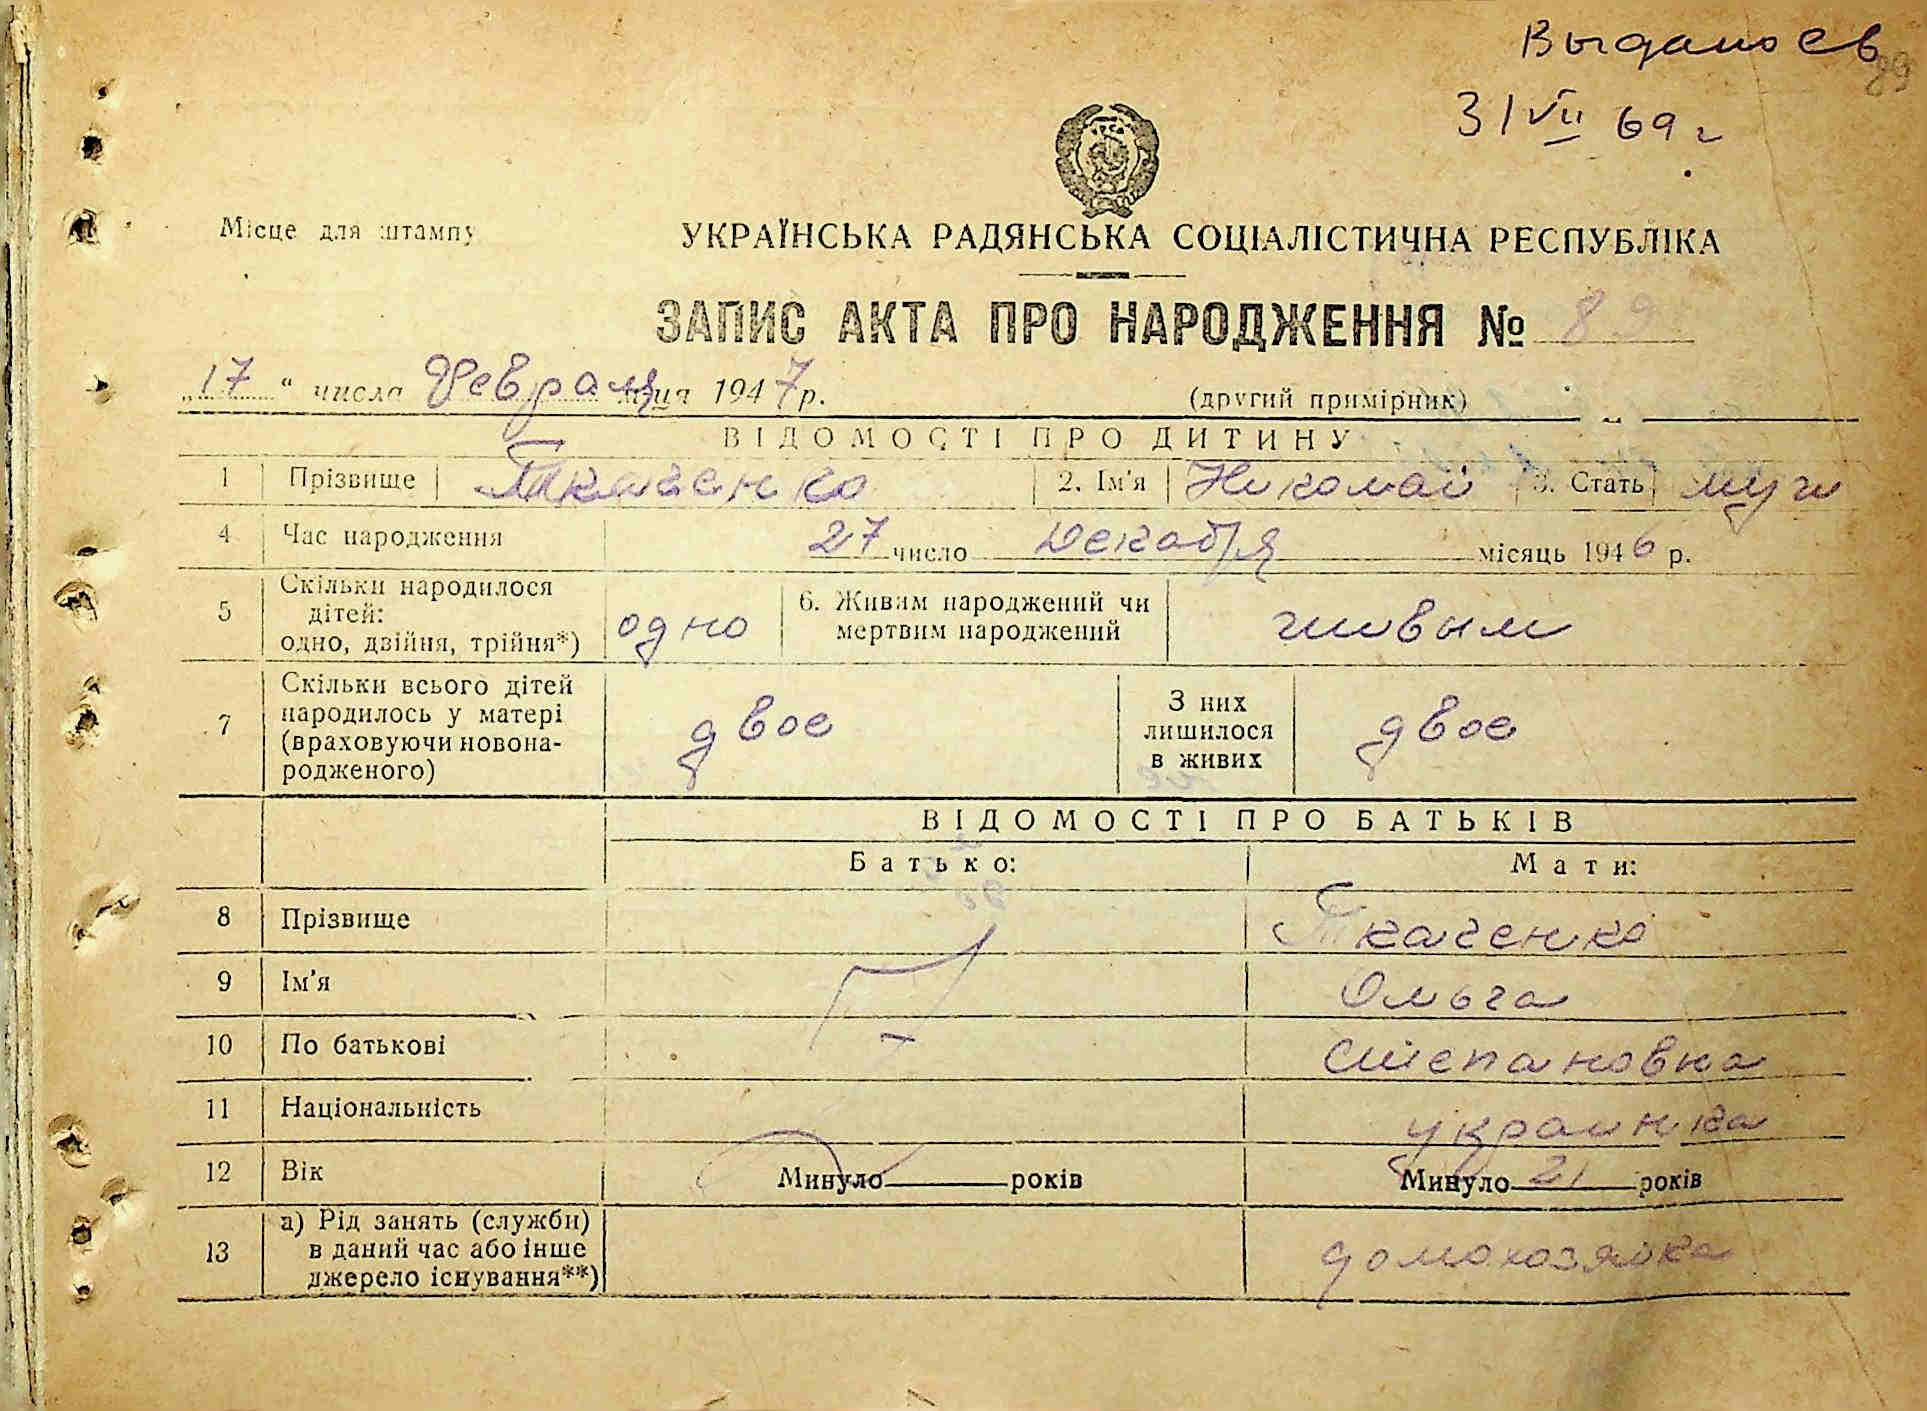 Выдано св
31 VII 69 г
89
Місце для штампу
УКРАЇНСЬКА РАДЯНСЬКА СОЦІАЛІСТИЧНА РЕСПУБЛІКА
ЗАПИС АКТА ПРО НАРОДЖЕННЯ № 89
„17“ числа Февраля місяця 1947 р.
(другий примірник)
ВІДОМОСТІ ПРО ДИТИНУ
1 Прізвище Ткаченко 2. Ім'я Николай 3. Стать муж
4 Час народження 27 число Декабря місяць 1946 р.
5 Скільки народилося дітей: одно, двійня, трійня*) одно 6. Живим народжений чи мертвим народжений живым
7 Скільки всього дітей народилось у матері (враховуючи новонародженого) двое З них лишилося в живих двое
ВІДОМОСТІ ПРО БАТЬКІВ
Батько: Мати:
8 Прізвище Ткаченко
9 Ім'я Ольга
10 По батькові Степановна
11 Національність украинка
12 Вік Минуло років Минуло 21 років
13 а) Рід занять (служби) в даний час або інше джерело існування**) домохозяйка